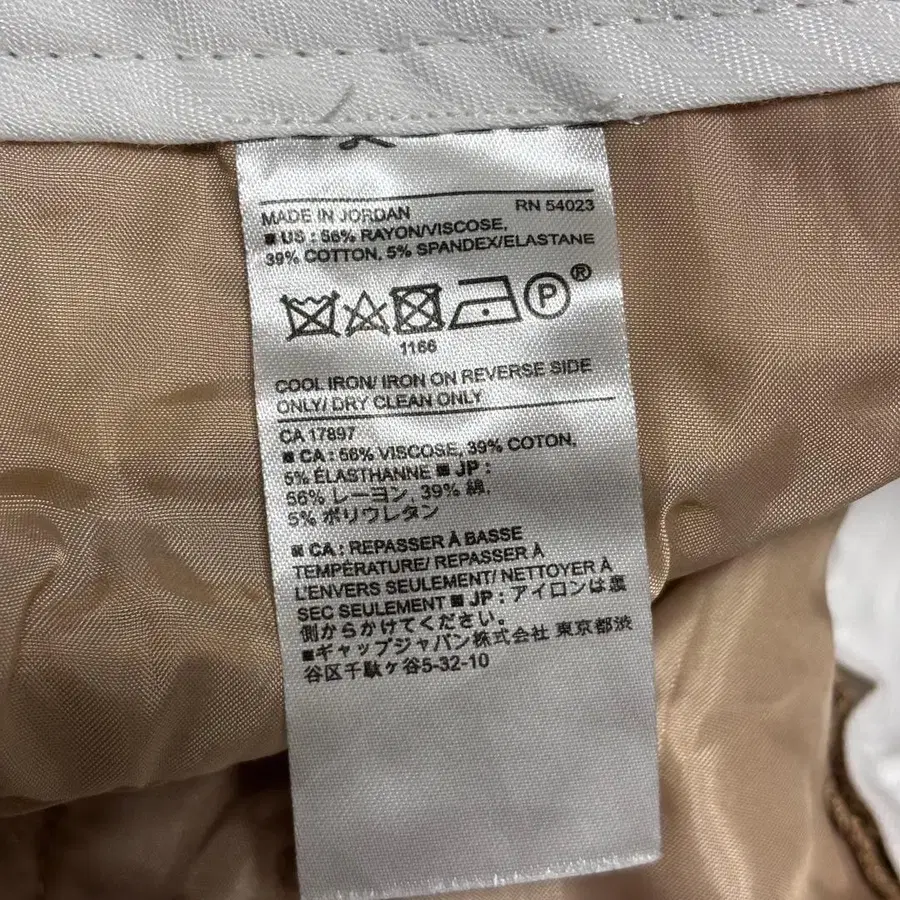 MADE IN JORDAN RN 54023
■ US : 56% RAYON/VISCOSE,
39% COTTON, 5% SPANDEX/ELASTANE
P ®
1166
COOL IRON/ IRON ON REVERSE SIDE
ONLY/ DRY CLEAN ONLY
CA 17897
■ CA : 56% VISCOSE, 39% COTON,
5% ÉLASTHANNE ■ JP :
56% レーヨン, 39% 綿,
5% ポリウレタン
■ CA : REPASSER À BASSE
TEMPÉRATURE/ REPASSER À
L'ENVERS SEULEMENT/ NETTOYER À
SEC SEULEMENT ■ JP : アイロンは裏
側からかけてください。
■ギャップジャパン株式会社 東京都渋
谷区千駄ヶ谷5-32-10